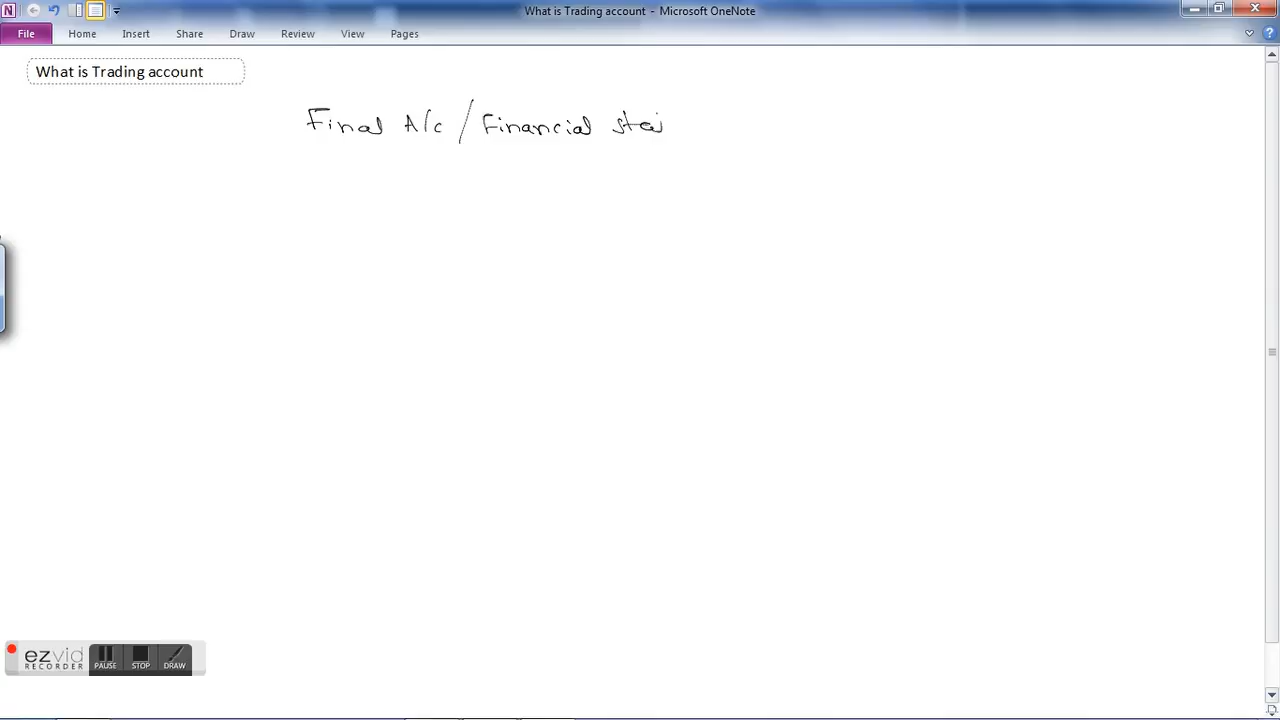 What is Trading account - Microsoft OneNote
File Home Insert Share Draw Review View Pages
What is Trading account
Final A/c / Financial sta
ezvid
RECORDER
PAUSE STOP DRAW